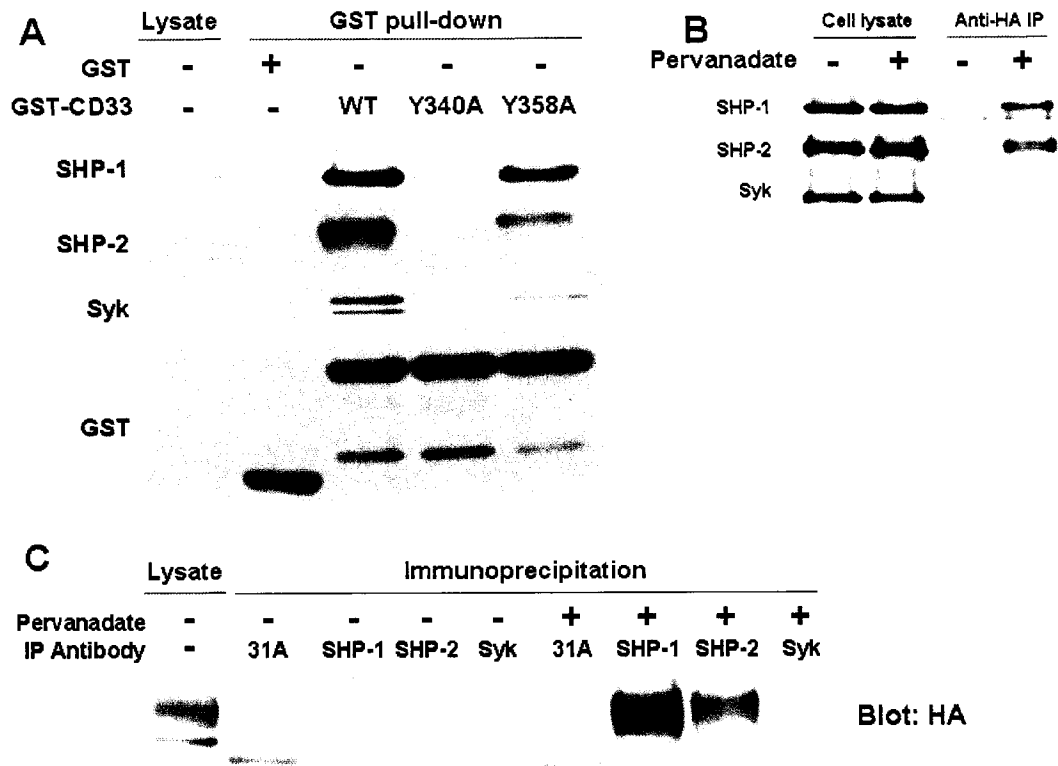 A
Lysate GST pull-down
GST - + - - -
GST-CD33 - - WT Y340A Y358A
SHP-1
SHP-2
Syk
GST
B
Cell lysate Anti-HA IP
Pervanadate - + - +
SHP-1
SHP-2
Syk
C
Lysate Immunoprecipitation
Pervanadate - - - - - + + + +
IP Antibody - 31A SHP-1 SHP-2 Syk 31A SHP-1 SHP-2 Syk
Blot: HA